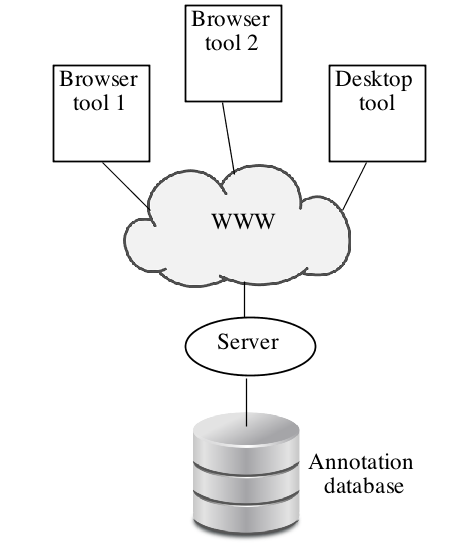 Browser
tool 2
Browser
tool 1
Desktop
tool
WWW
Server
Annotation
database